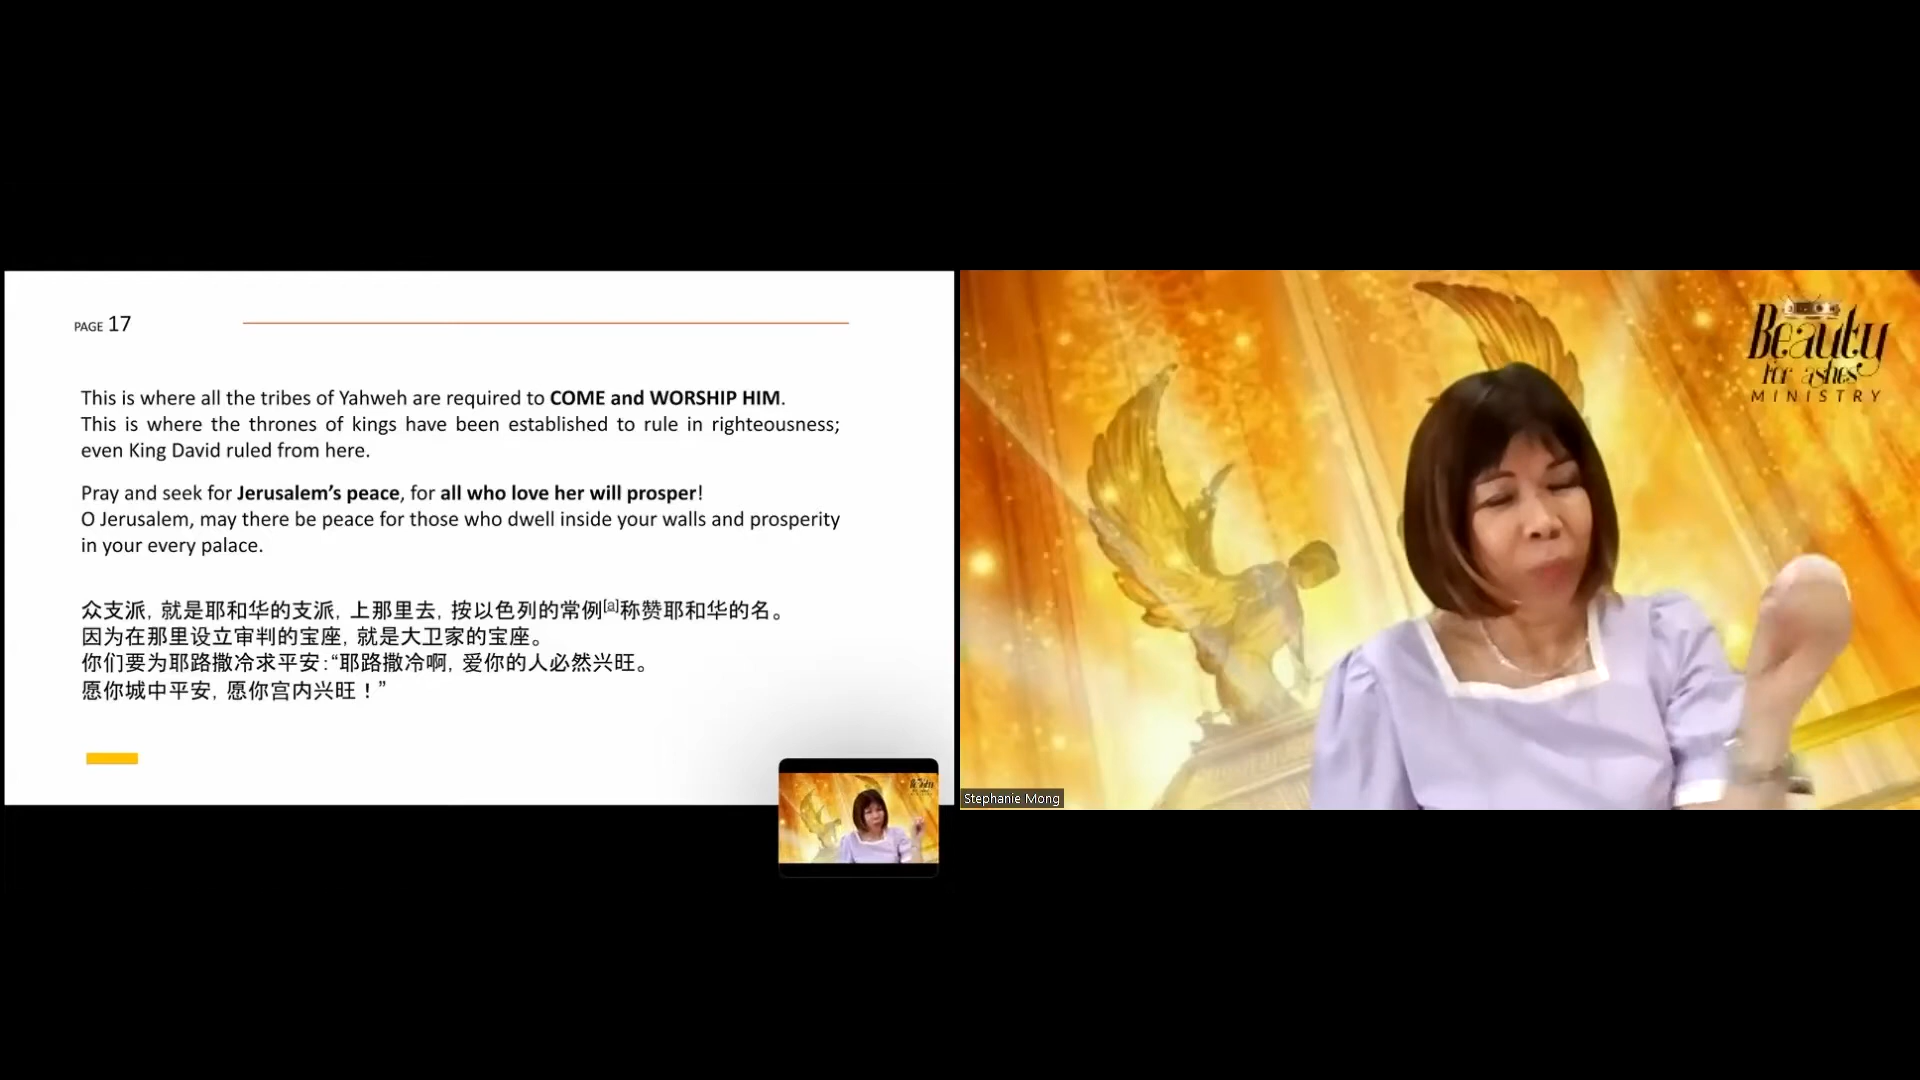 PAGE 17
This is where all the tribes of Yahweh are required to COME and WORSHIP HIM.
This is where the thrones of kings have been established to rule in righteousness;
even King David ruled from here.
Pray and seek for Jerusalem’s peace, for all who love her will prosper!
O Jerusalem, may there be peace for those who dwell inside your walls and prosperity
in your every palace.
众支派, 就是耶和华的支派, 上那里去, 按以色列的常例[a]称赞耶和华的名。
因为在那里设立审判的宝座, 就是大卫家的宝座。
你们要为耶路撒冷求平安:“耶路撒冷啊, 爱你的人必然兴旺。
愿你城中平安, 愿你宫内兴旺！”
Beauty
for ashes
MINISTRY
Stephanie Mong